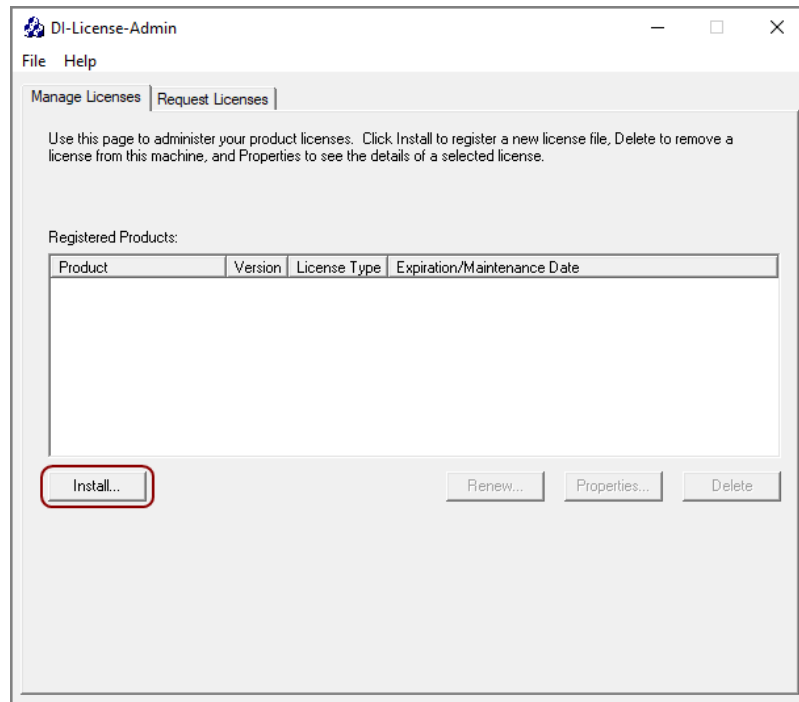 DI-License-Admin
File Help
Manage Licenses Request Licenses
Use this page to administer your product licenses.  Click Install to register a new license file, Delete to remove a
license from this machine, and Properties to see the details of a selected license.
Registered Products:
Product Version License Type Expiration/Maintenance Date
Install... Renew... Properties... Delete